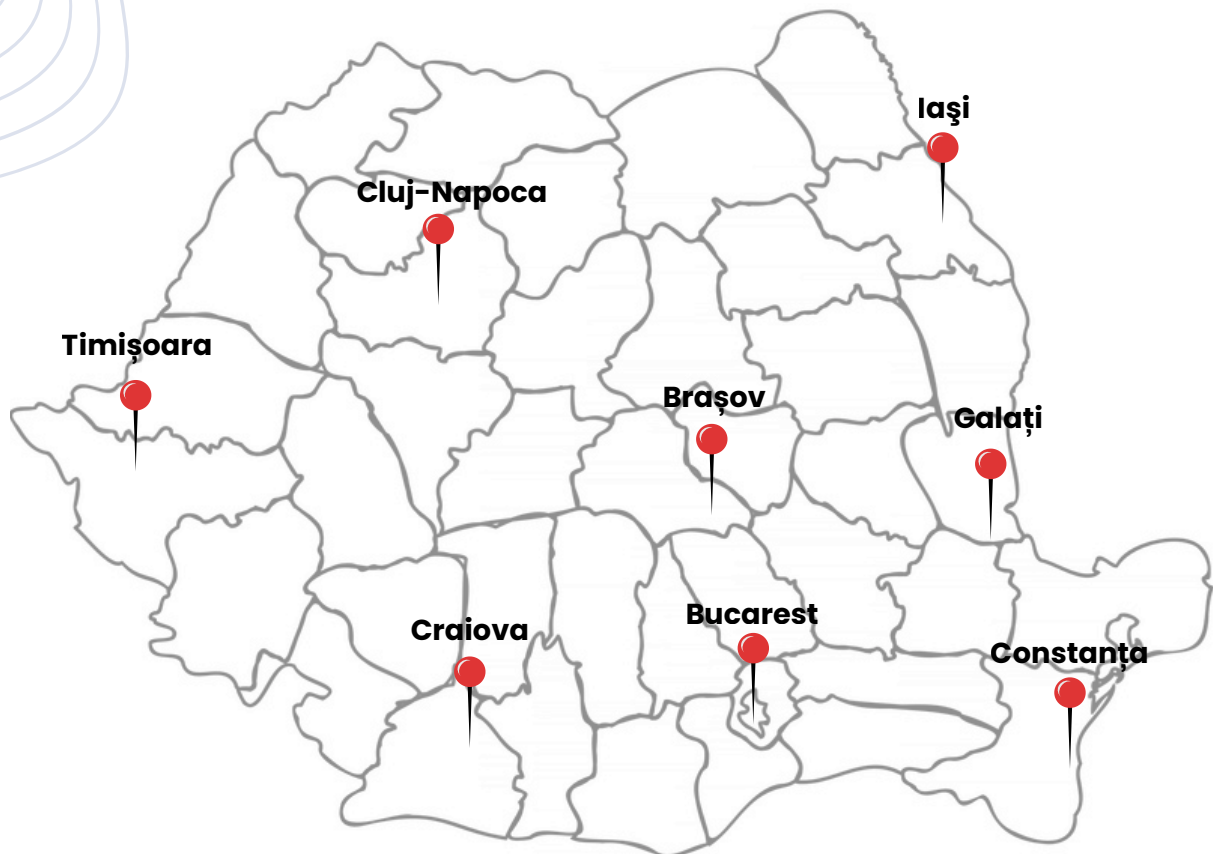 Iaşi
Cluj-Napoca
Timișoara
Brașov
Galați
Bucarest
Craiova
Constanța